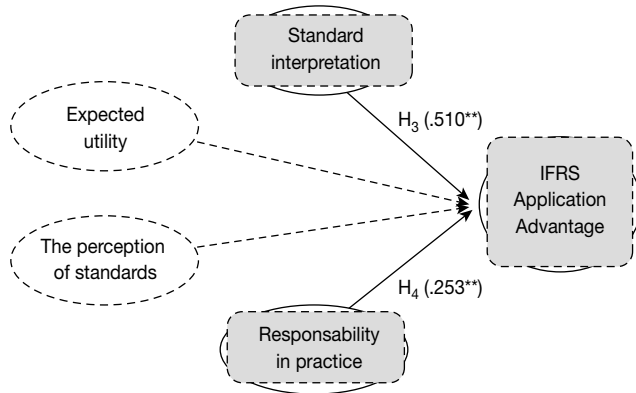 Standard
interpretation
H3 (.510**)
Expected
utility
IFRS
Application
Advantage
The perception
of standards
H4 (.253**)
Responsability
in practice